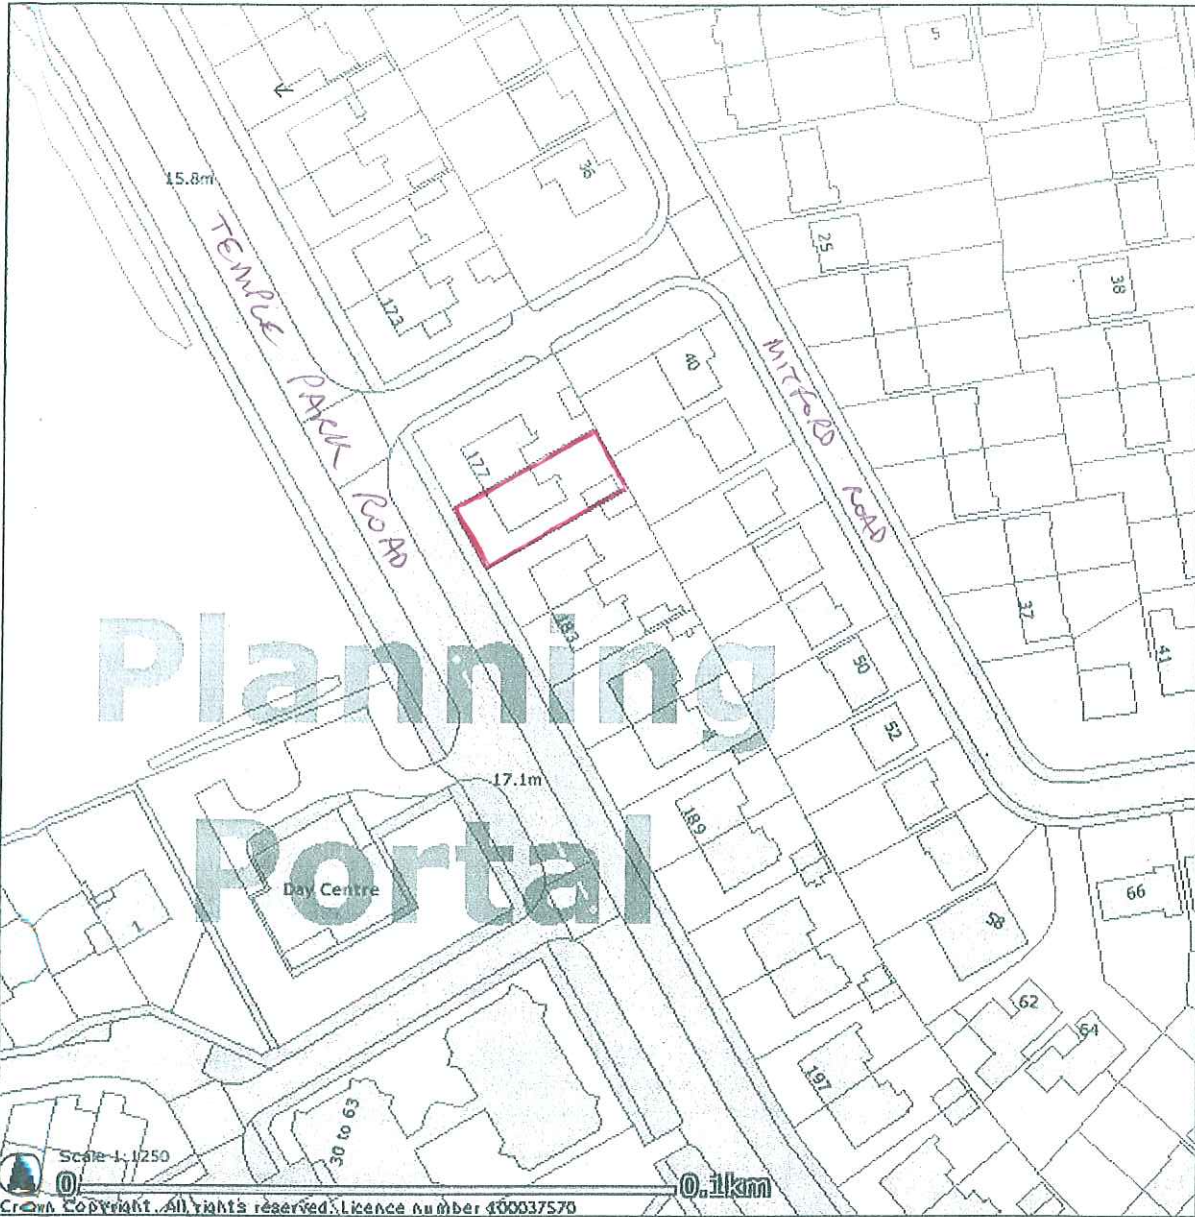 5
36
15.8m
25
TEMPLE PARK ROAD
38
173
MITFORD ROAD
40
177
37
183
41
50
52
Planning
17.1m
189
Portal
Day Centre
66
1
58
62
64
197
30 to 63
Scale 1:1250
0 0.1km
Crown Copyright. All rights reserved. Licence number 100037570